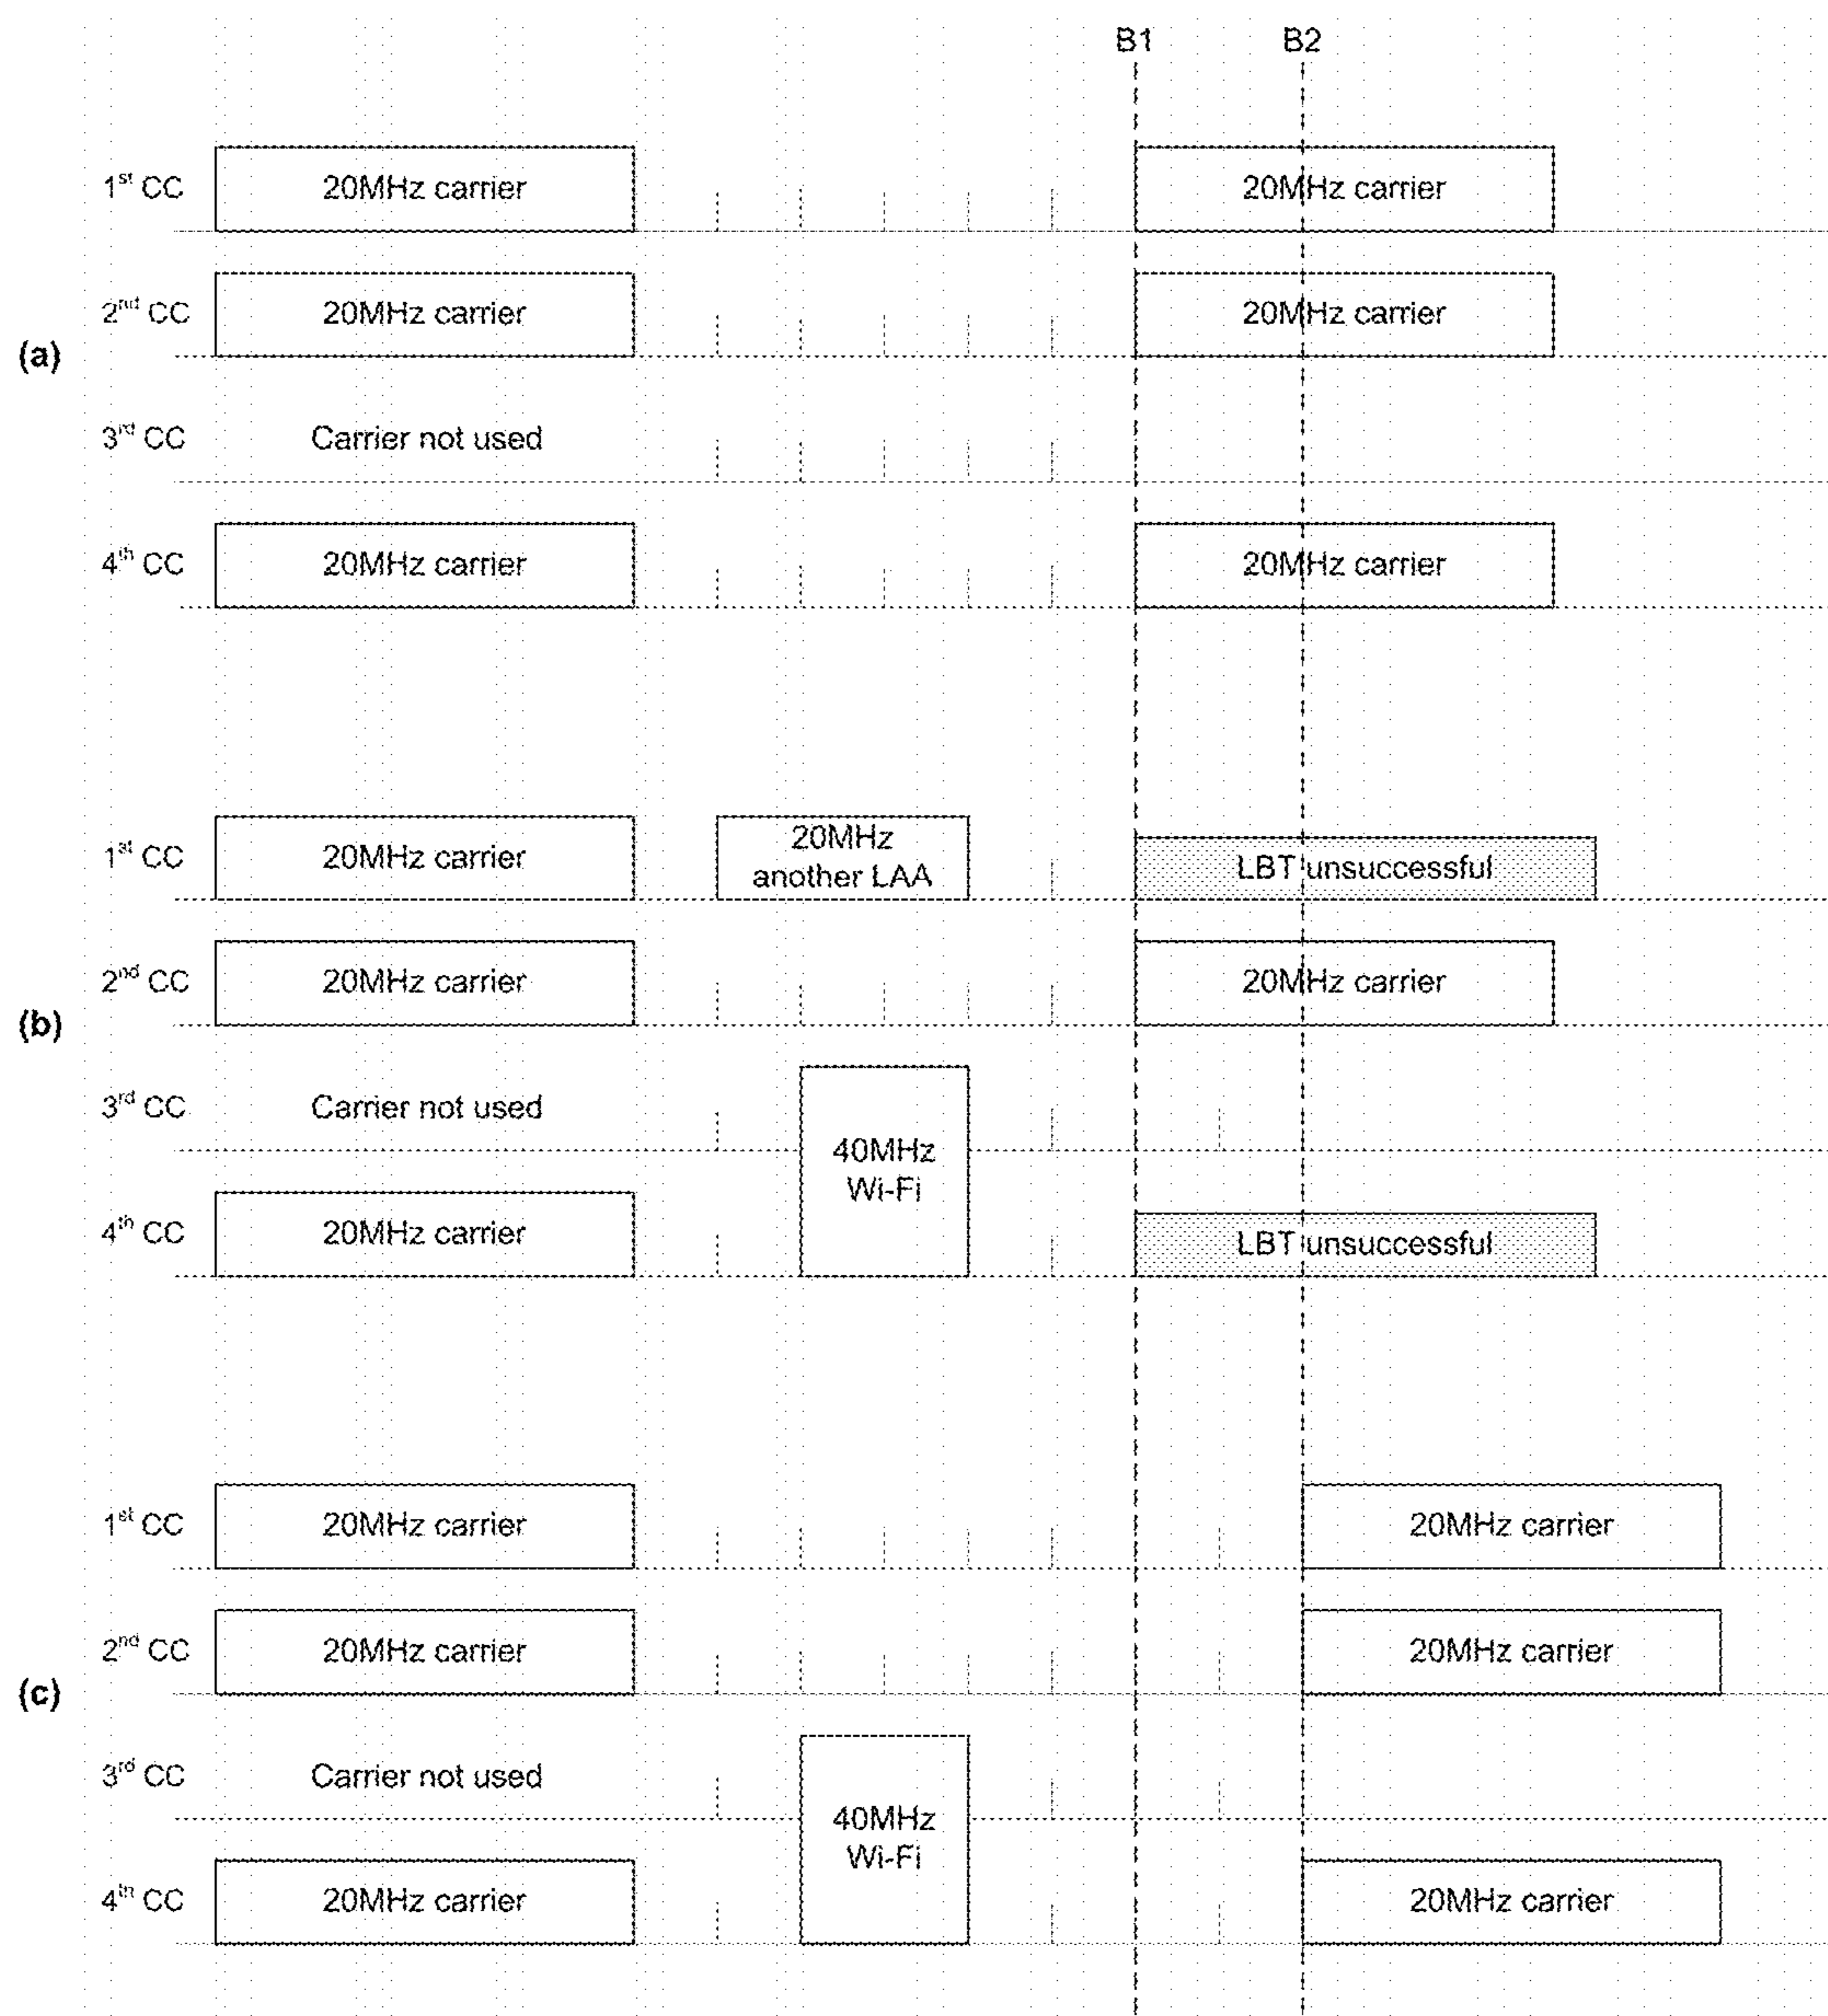 B1 B2
1st CC 20MHz carrier 20MHz carrier
2nd CC 20MHz carrier 20MHz carrier
(a)
3rd CC Carrier not used
4th CC 20MHz carrier 20MHz carrier
1st CC 20MHz carrier 20MHz another LAA LBT unsuccessful
2nd CC 20MHz carrier 20MHz carrier
(b)
3rd CC Carrier not used
40MHz
Wi-Fi
4th CC 20MHz carrier LBT unsuccessful
1st CC 20MHz carrier 20MHz carrier
2nd CC 20MHz carrier 20MHz carrier
(c)
3rd CC Carrier not used
40MHz
Wi-Fi
4th CC 20MHz carrier 20MHz carrier